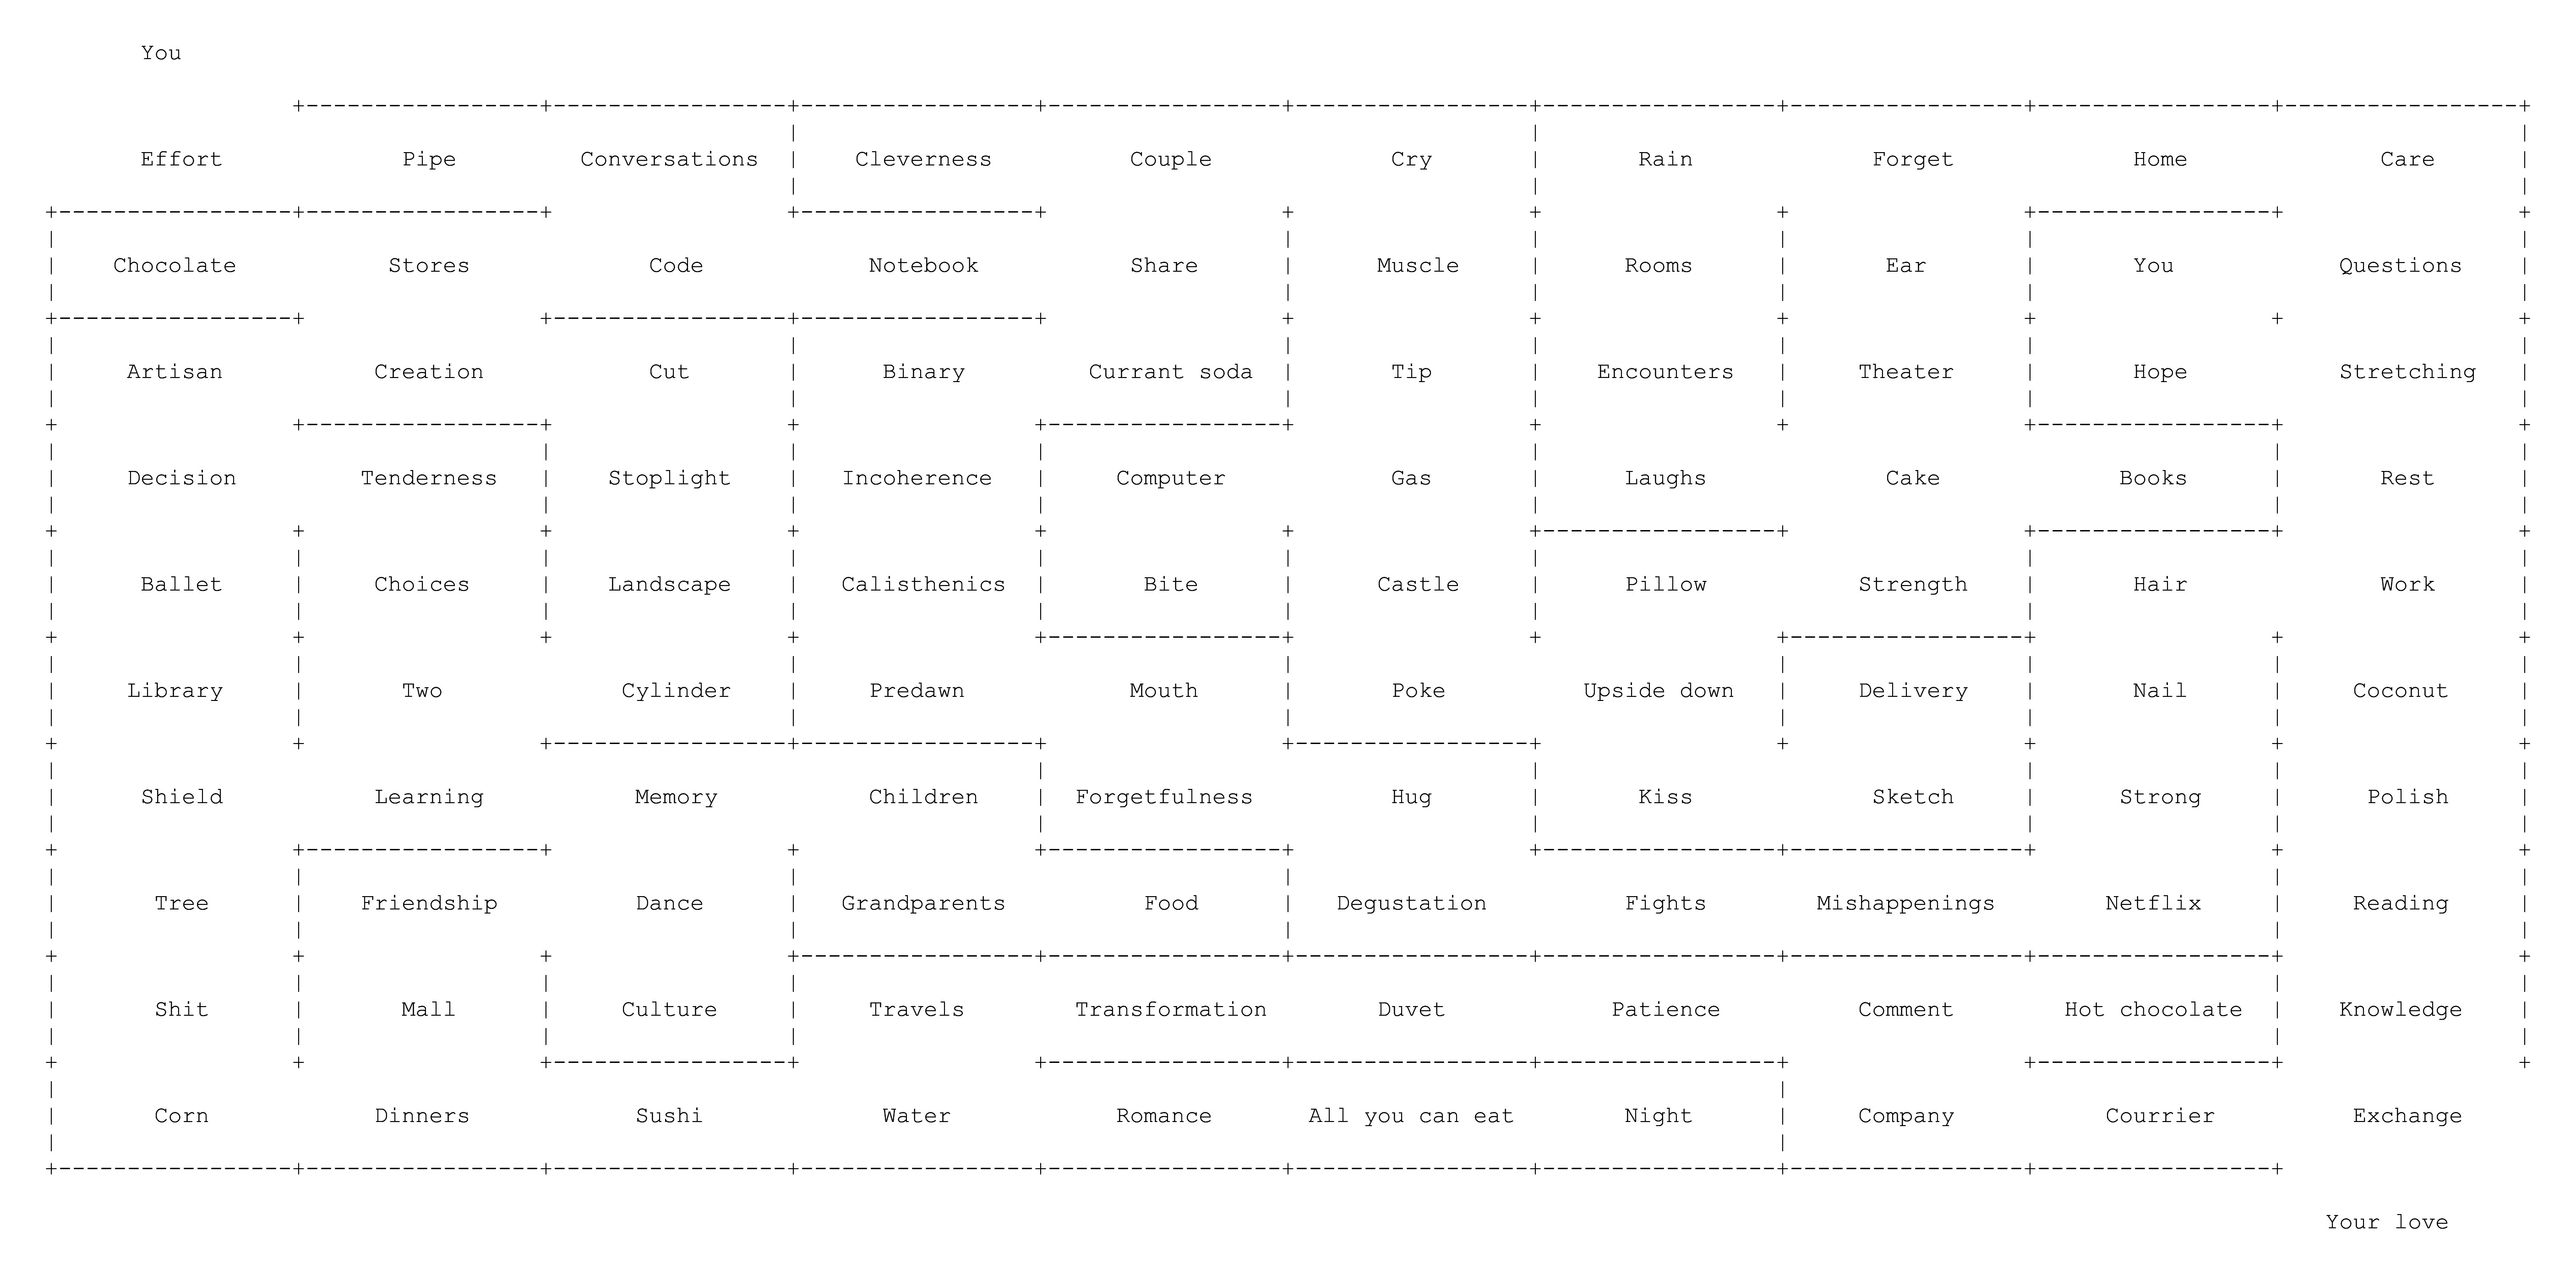 You
Effort Pipe Conversations Cleverness Couple Cry Rain Forget Home Care
Chocolate Stores Code Notebook Share Muscle Rooms Ear You Questions
Artisan Creation Cut Binary Currant soda Tip Encounters Theater Hope Stretching
Decision Tenderness Stoplight Incoherence Computer Gas Laughs Cake Books Rest
Ballet Choices Landscape Calisthenics Bite Castle Pillow Strength Hair Work
Library Two Cylinder Predawn Mouth Poke Upside down Delivery Nail Coconut
Shield Learning Memory Children Forgetfulness Hug Kiss Sketch Strong Polish
Tree Friendship Dance Grandparents Food Degustation Fights Mishappenings Netflix Reading
Shit Mall Culture Travels Transformation Duvet Patience Comment Hot chocolate Knowledge
Corn Dinners Sushi Water Romance All you can eat Night Company Courrier Exchange
Your love